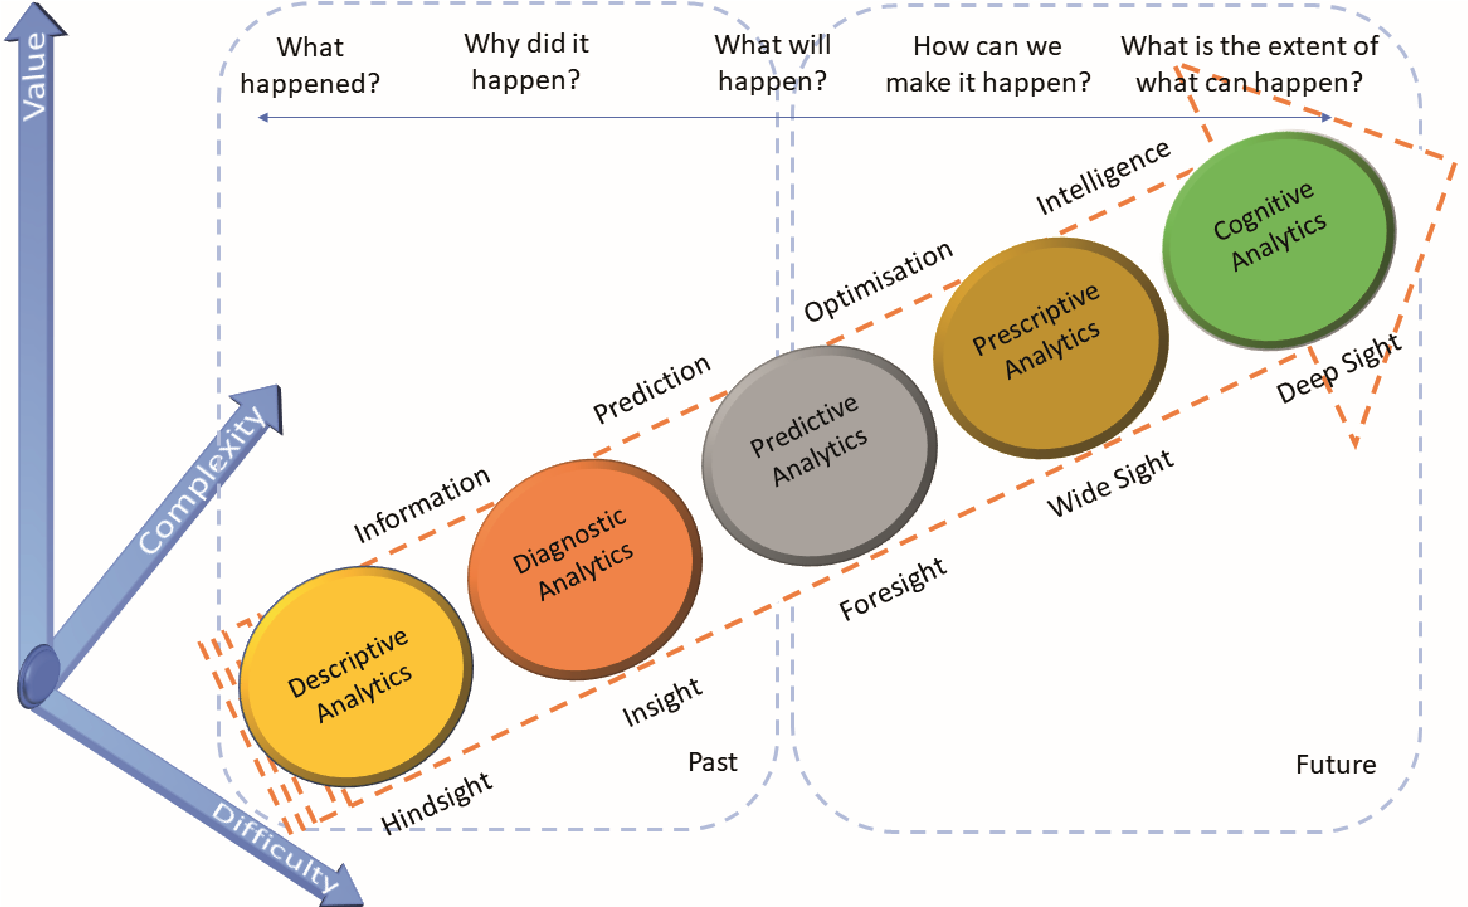 Value
What
happened?
Why did it
happen?
What will
happen?
How can we
make it happen?
What is the extent of
what can happen?
Complexity
Difficulty
Information
Prediction
Optimisation
Intelligence
Descriptive
Analytics
Diagnostic
Analytics
Predictive
Analytics
Prescriptive
Analytics
Cognitive
Analytics
Hindsight
Insight
Foresight
Wide Sight
Deep Sight
Past
Future